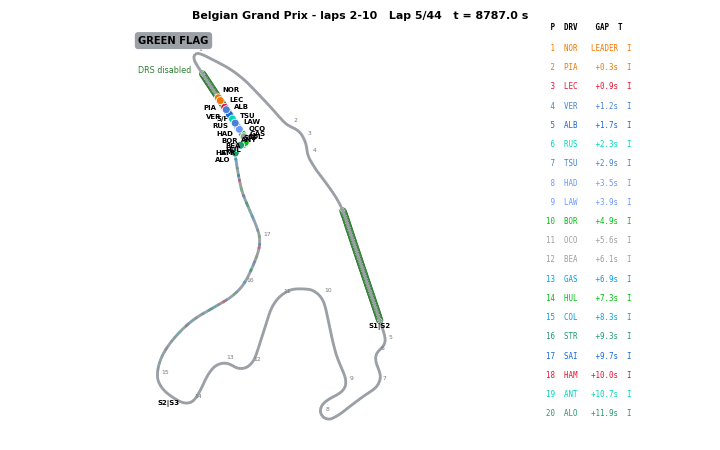 Belgian Grand Prix - laps 2-10   Lap 5/44   t = 8787.0 s
GREEN FLAG
DRS disabled
P  DRV  GAP  T
1  NOR  LEADER  I
2  PIA  +0.3s  I
3  LEC  +0.9s  I
4  VER  +1.2s  I
5  ALB  +1.7s  I
6  RUS  +2.3s  I
7  TSU  +2.9s  I
8  HAD  +3.5s  I
9  LAW  +3.9s  I
10  BOR  +4.9s  I
11  OCO  +5.6s  I
12  BEA  +6.1s  I
13  GAS  +6.9s  I
14  HUL  +7.3s  I
15  COL  +8.3s  I
16  STR  +9.3s  I
17  SAI  +9.7s  I
18  HAM  +10.0s  I
19  ANT  +10.7s  I
20  ALO  +11.9s  I
NOR
LEC
PIA
ALB
VER
S/F
TSU
RUS
LAW
OCO
HAD
GAS
BOR
BEA
ALO
2
3
4
17
16
11
10
S1|S2
5
6
13
12
15
9
7
14
S2|S3
8